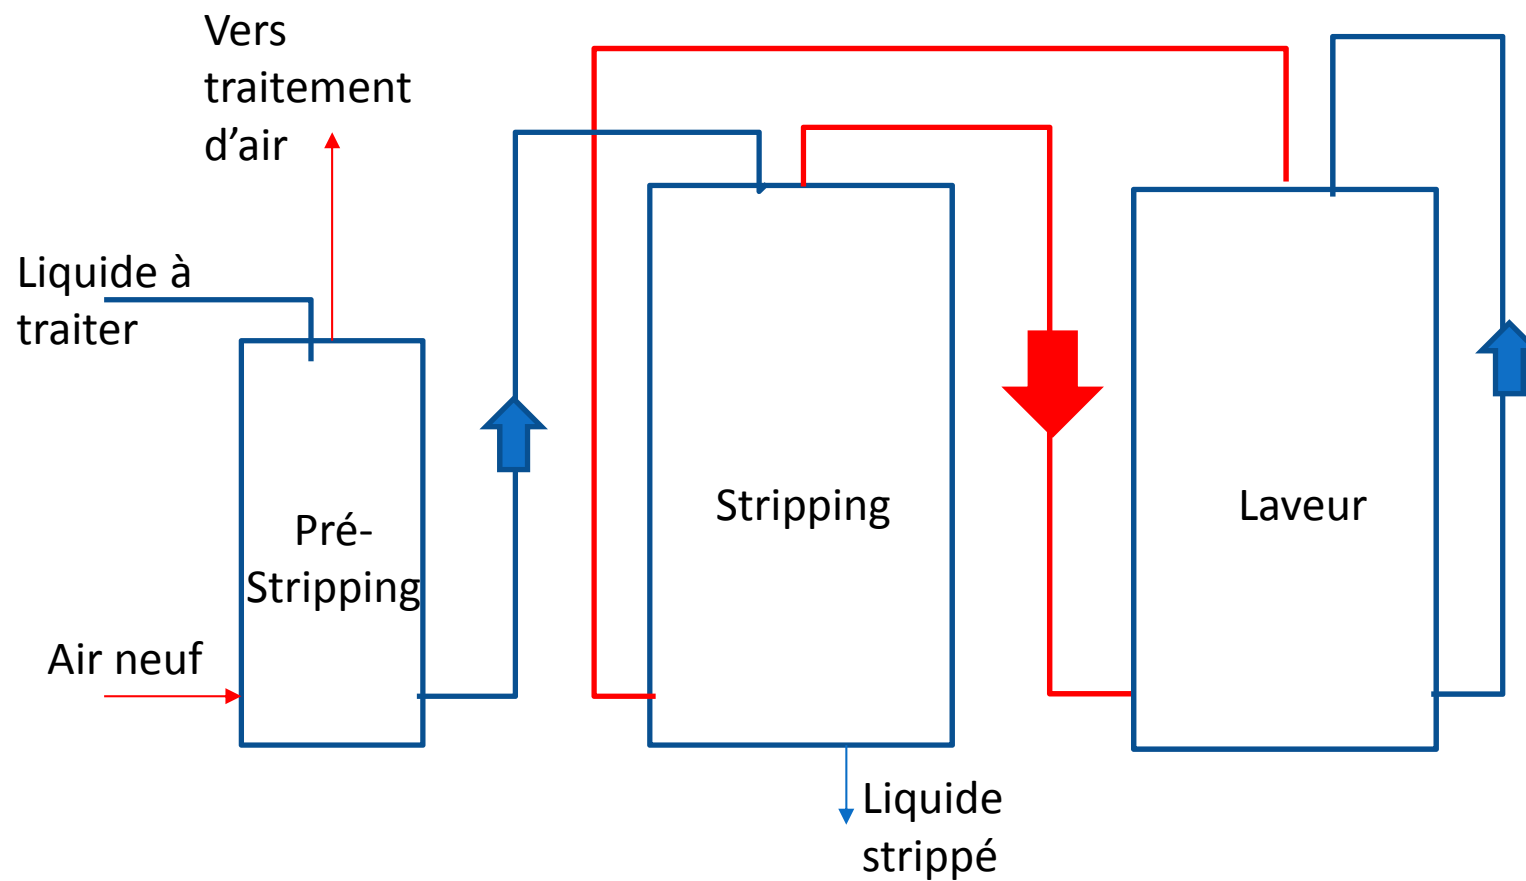 Vers
traitement
d’air
Liquide à
traiter
Pré-
Stripping
Air neuf
Stripping
Laveur
Liquide
strippé